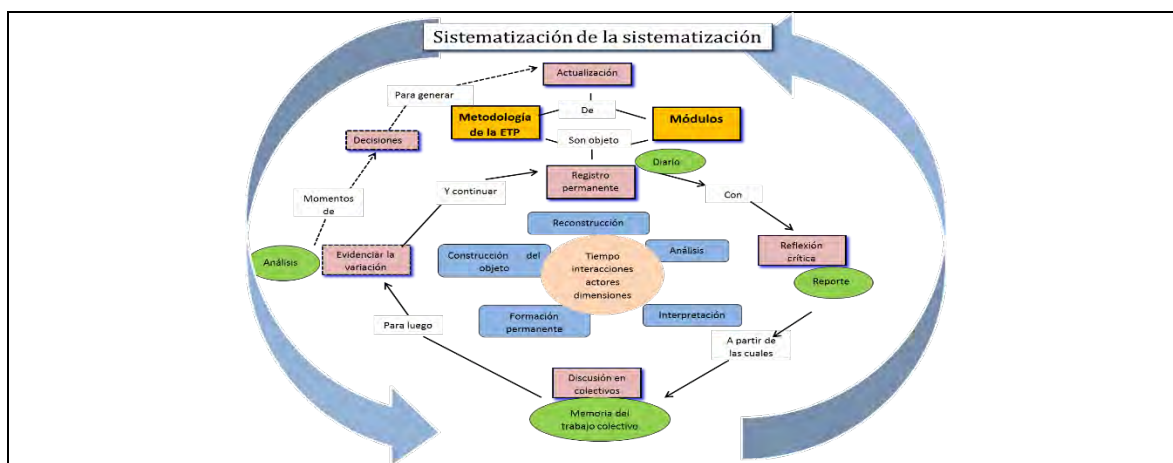 Sistematización de la sistematización
Actualización
Para generar
De
Metodología
de la ETP
Módulos
Decisiones
Son objeto
Diario
Registro
permanente
Y continuar
Con
Momentos
de
Reconstrucción
Análisis
Evidenciar la
variación
Construcción del
objeto
Tiempo
interacciones
actores
dimensiones
Análisis
Reflexión
crítica
Reporte
Formación
permanente
Interpretación
Para luego
A partir de
las cuales
Discusión en
colectivos
Memoria del
trabajo colectivo